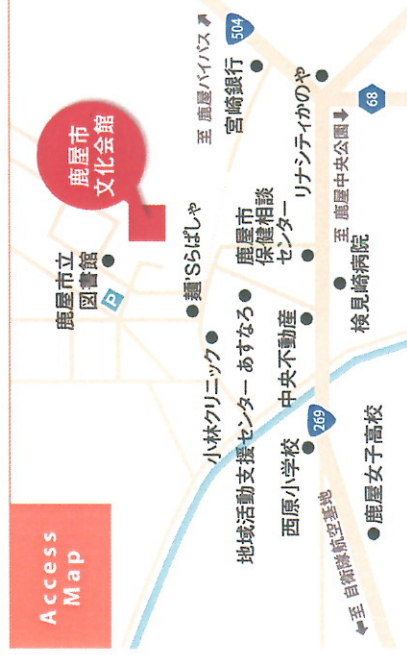 Access
Map
鹿屋市
文化会館
鹿屋市立
図書館
P
麺'Sらぱしゃ
至 鹿屋バイパス
504
宮崎銀行
小林クリニック
地域活動支援センター あすなろ
鹿屋市
保健相談
センター
リナシティかのや
西原小学校
中央不動産
269
68
至 鹿屋中央公園
検見崎病院
至 自衛隊航空基地
鹿屋女子高校